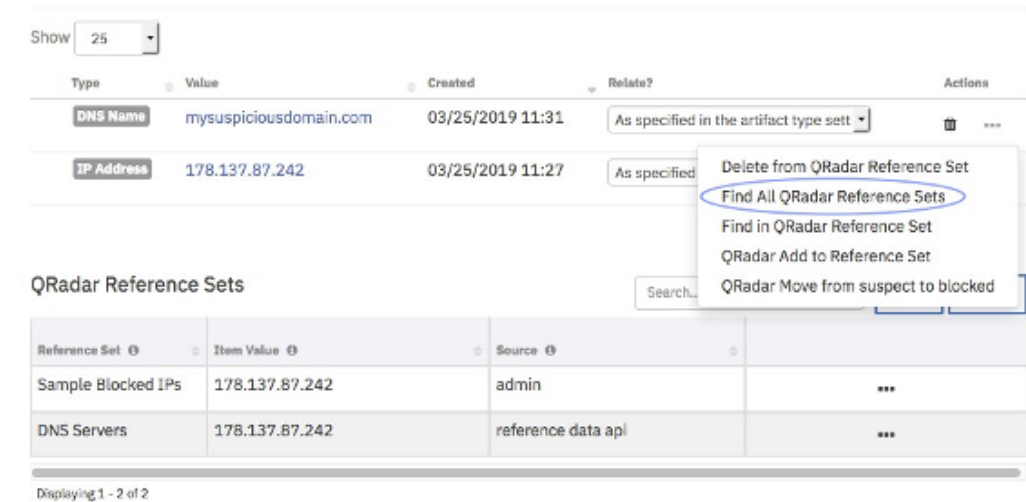 Show 25
Type Value Created Relate? Actions
DNS Name mysuspiciousdomain.com 03/25/2019 11:31 As specified in the artifact type sett
IP Address 178.137.87.242 03/25/2019 11:27 As specified
Delete from QRadar Reference Set
Find All QRadar Reference Sets
Find in QRadar Reference Set
QRadar Add to Reference Set
QRadar Move from suspect to blocked
QRadar Reference Sets
Search...
Reference Set Item Value Source
Sample Blocked IPs 178.137.87.242 admin
DNS Servers 178.137.87.242 reference data api
Displaying 1 - 2 of 2